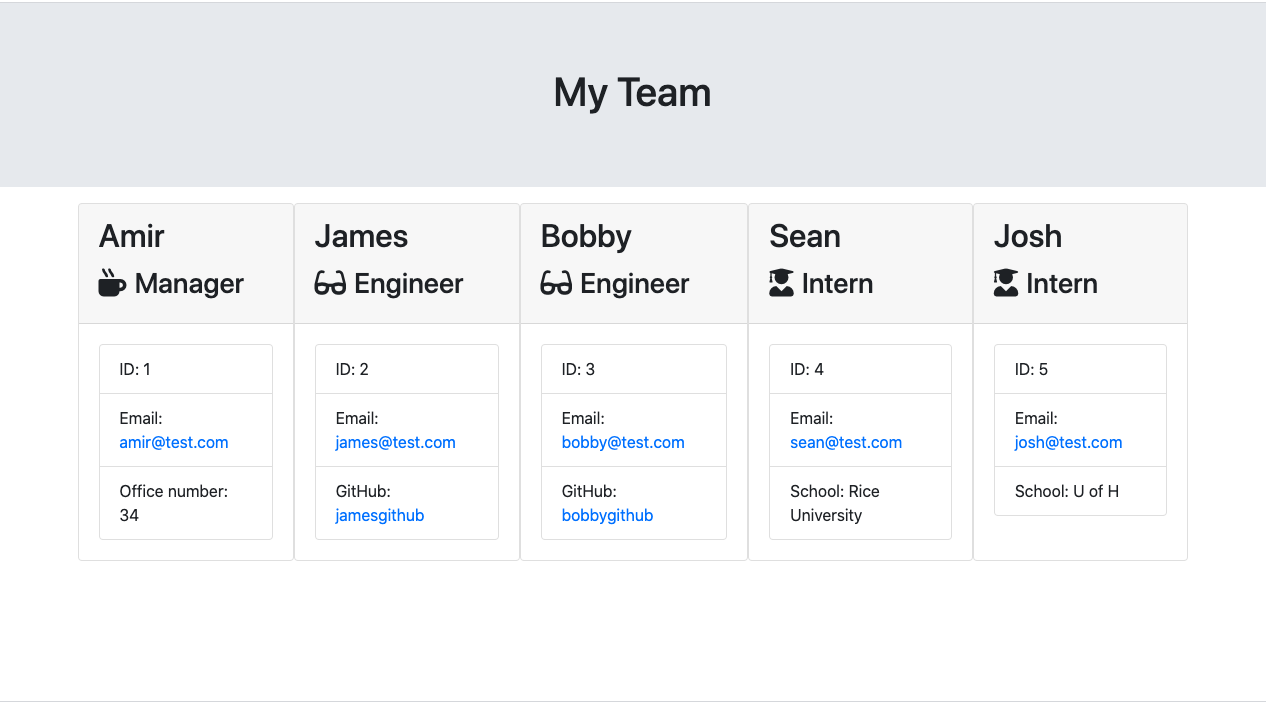 My Team
Amir
Manager
ID: 1
Email:
amir@test.com
Office number:
34
James
Engineer
ID: 2
Email:
james@test.com
GitHub:
jamesgithub
Bobby
Engineer
ID: 3
Email:
bobby@test.com
GitHub:
bobbygithub
Sean
Intern
ID: 4
Email:
sean@test.com
School: Rice
University
Josh
Intern
ID: 5
Email:
josh@test.com
School: U of H